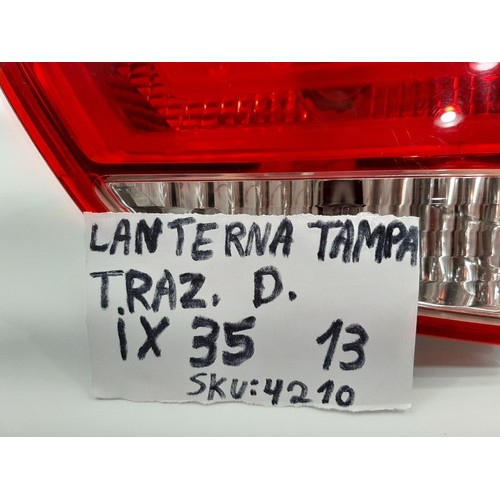 LANTERNA TAMPA
TRAZ. D.
iX 35 13
SKU:4210